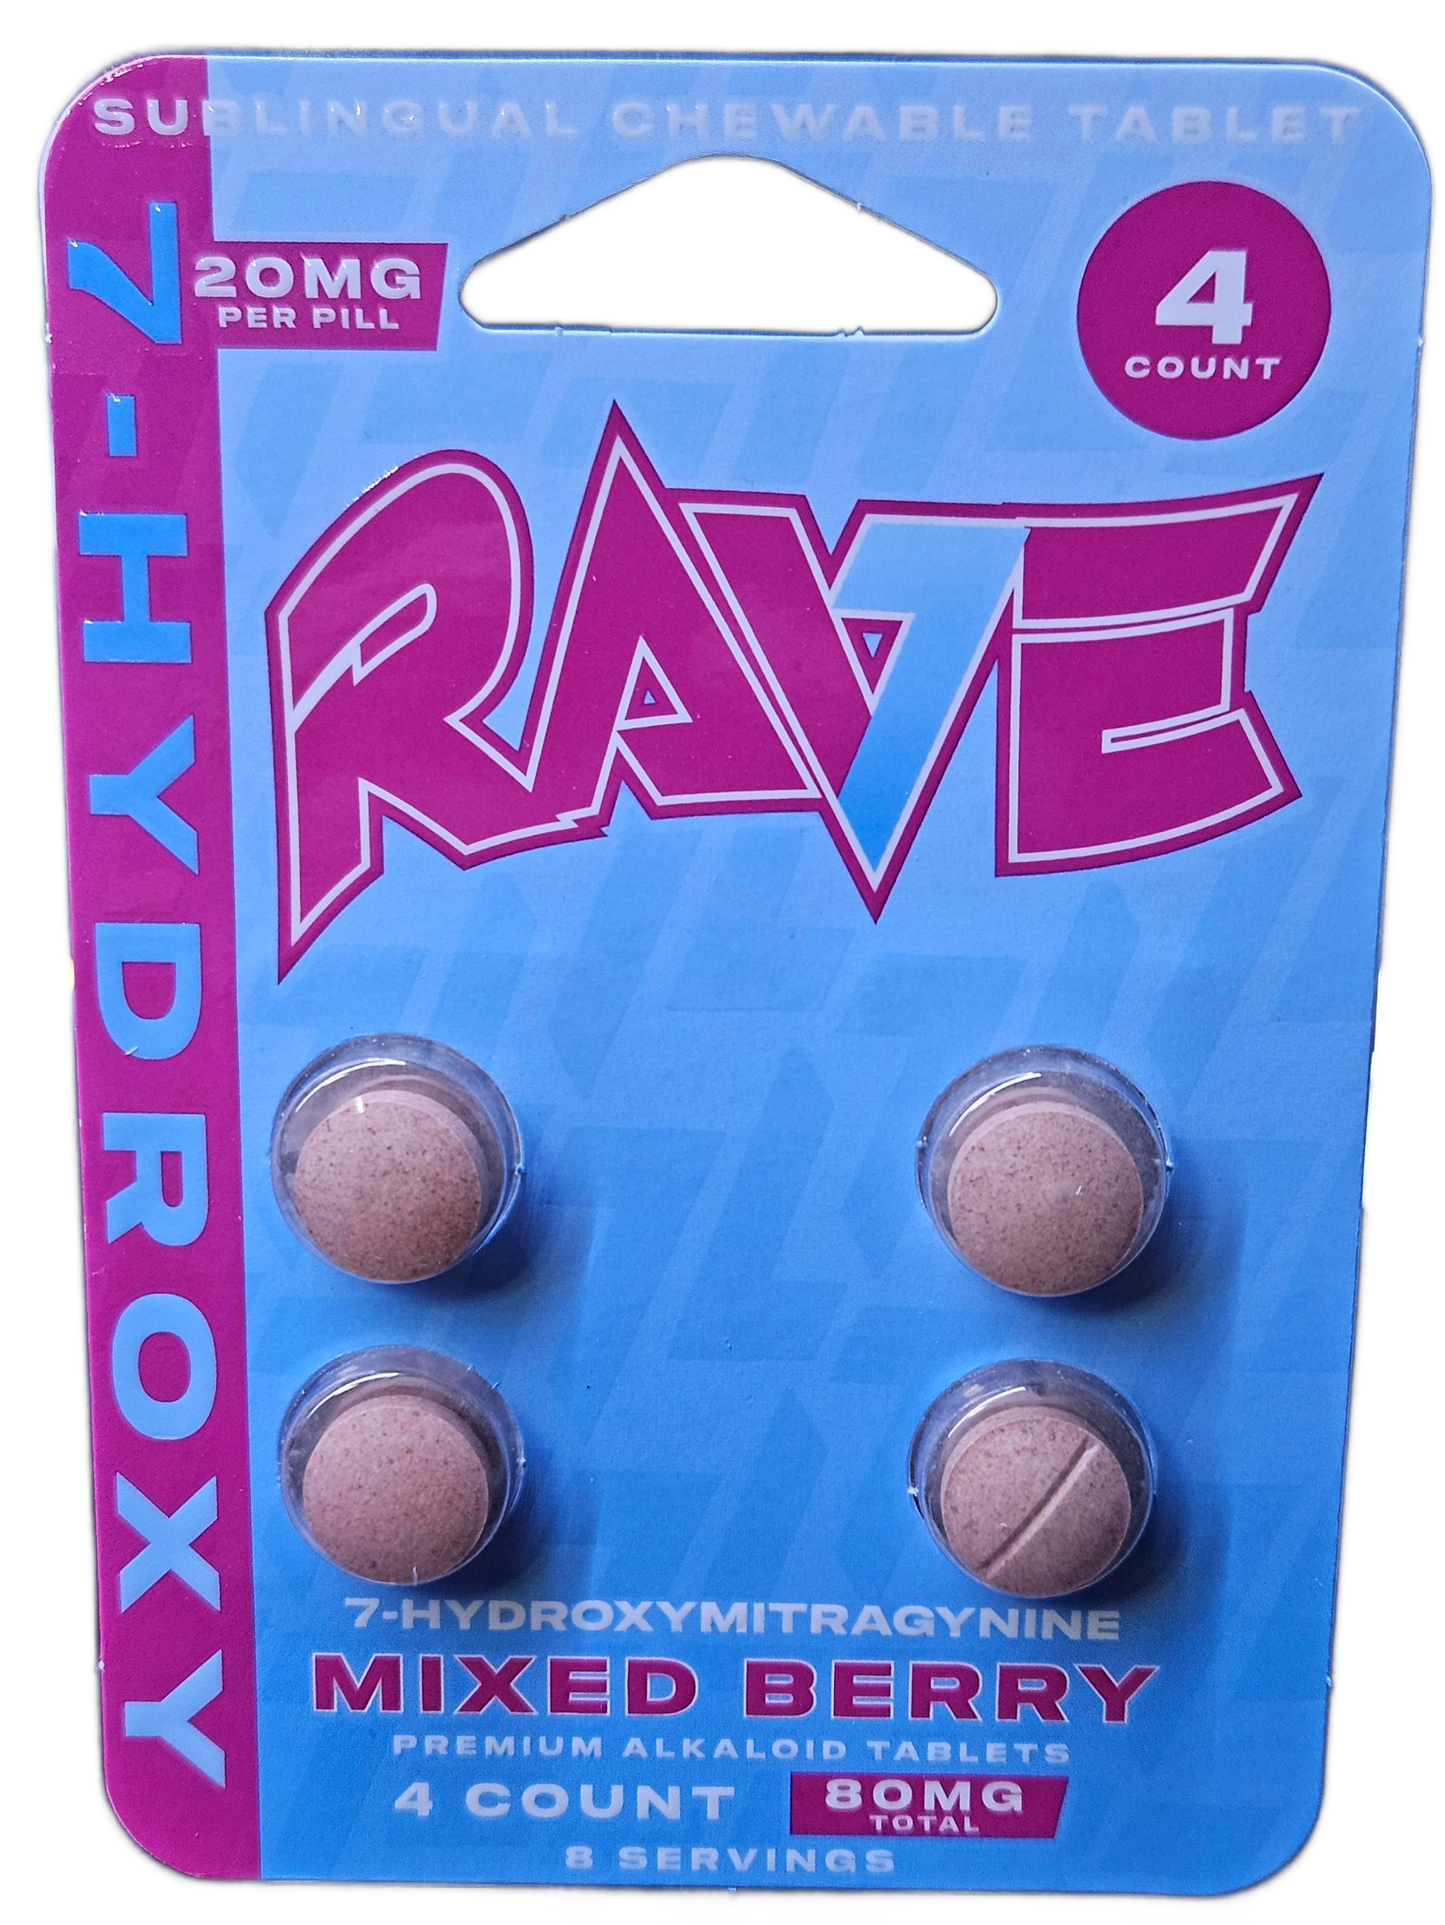 SUBLINGUAL CHEWABLE TABLET
7-HYDROXY
20MG
PER PILL
4
COUNT
RAV7E
7-HYDROXYMITRAGYNINE
MIXED BERRY
PREMIUM ALKALOID TABLETS
4 COUNT
80MG
TOTAL
8 SERVINGS